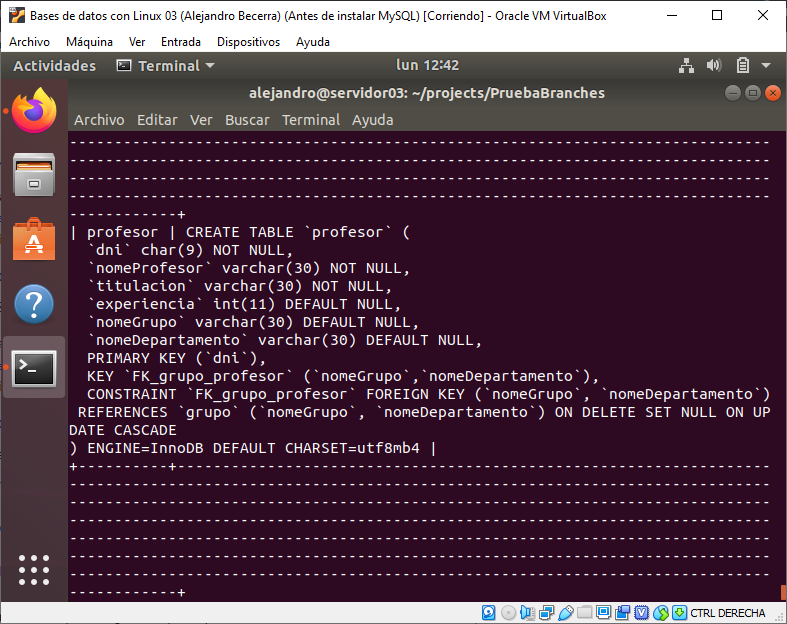 Bases de datos con Linux 03 (Alejandro Becerra) (Antes de instalar MySQL) [Corriendo] - Oracle VM VirtualBox
Archivo Máquina Ver Entrada Dispositivos Ayuda
Actividades Terminal lun 12:42
alejandro@servidor03: ~/projects/PruebaBranches
Archivo Editar Ver Buscar Terminal Ayuda
------------------------------------------------------------------------------
------------------------------------------------------------------------------
------------------------------------------------------------------------------
------------------------------------------------------------------------------
------------+
| profesor | CREATE TABLE `profesor` (
  `dni` char(9) NOT NULL,
  `nomeProfesor` varchar(30) NOT NULL,
  `titulacion` varchar(30) NOT NULL,
  `experiencia` int(11) DEFAULT NULL,
  `nomeGrupo` varchar(30) DEFAULT NULL,
  `nomeDepartamento` varchar(30) DEFAULT NULL,
  PRIMARY KEY (`dni`),
  KEY `FK_grupo_profesor` (`nomeGrupo`,`nomeDepartamento`),
  CONSTRAINT `FK_grupo_profesor` FOREIGN KEY (`nomeGrupo`, `nomeDepartamento`)
 REFERENCES `grupo` (`nomeGrupo`, `nomeDepartamento`) ON DELETE SET NULL ON UP
DATE CASCADE
) ENGINE=InnoDB DEFAULT CHARSET=utf8mb4 |
+----------+------------------------------------------------------------------
------------------------------------------------------------------------------
------------------------------------------------------------------------------
------------------------------------------------------------------------------
------------------------------------------------------------------------------
------------------------------------------------------------------------------
------------------------------------------------------------------------------
------------+
CTRL DERECHA